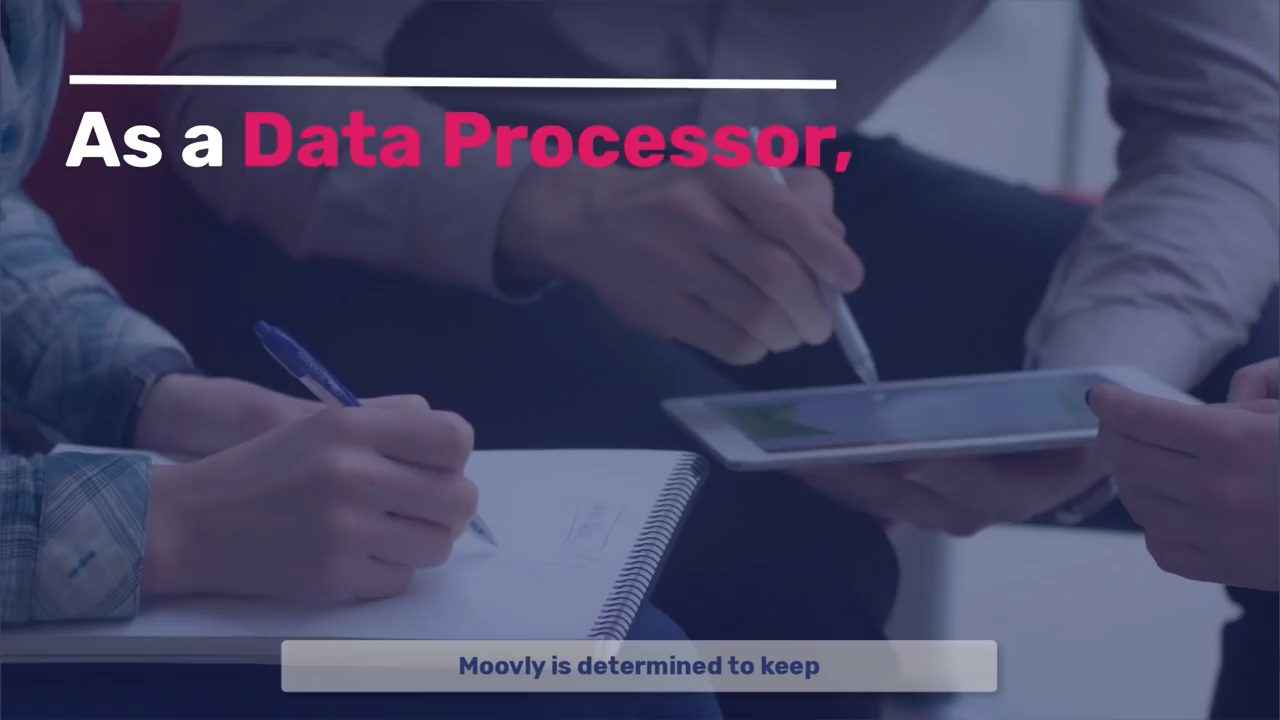 As a Data Processor,
Moovly is determined to keep